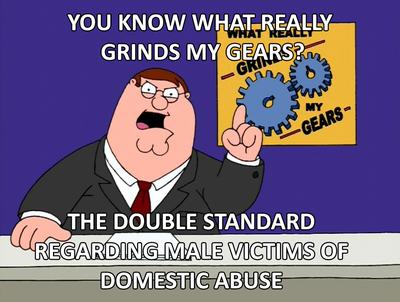 YOU KNOW WHAT REALLY
GRINDS MY GEARS?
WHAT REALLY
GRINDS
MY
GEARS
THE DOUBLE STANDARD
REGARDING MALE VICTIMS OF
DOMESTIC ABUSE